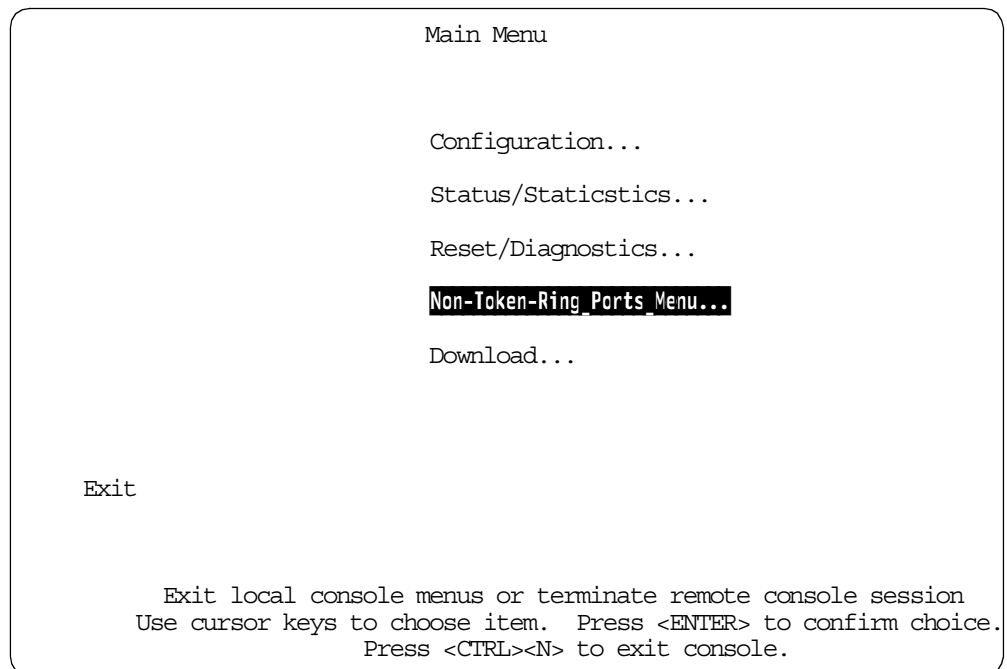 Main Menu
Configuration...
Status/Staticstics...
Reset/Diagnostics...
Non-Token-Ring_Ports_Menu...
Download...
Exit
Exit local console menus or terminate remote console session
Use cursor keys to choose item. Press <ENTER> to confirm choice.
Press <CTRL><N> to exit console.